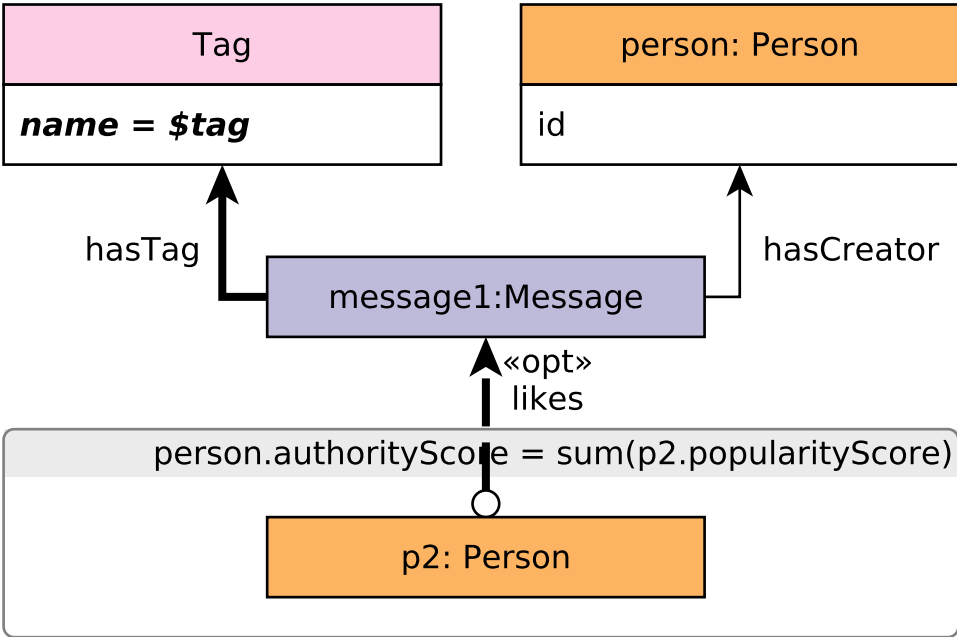 Tag
person: Person
name = $tag
id
hasTag
hasCreator
message1:Message
«opt»
likes
person.authorityScore = sum(p2.popularityScore)
p2: Person